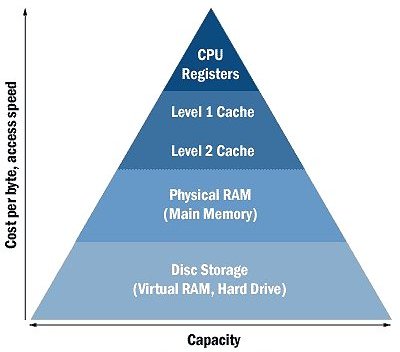 CPU
Registers
Level 1 Cache
Level 2 Cache
Physical RAM
(Main Memory)
Disc Storage
(Virtual RAM, Hard Drive)
Cost per byte, access speed
Capacity